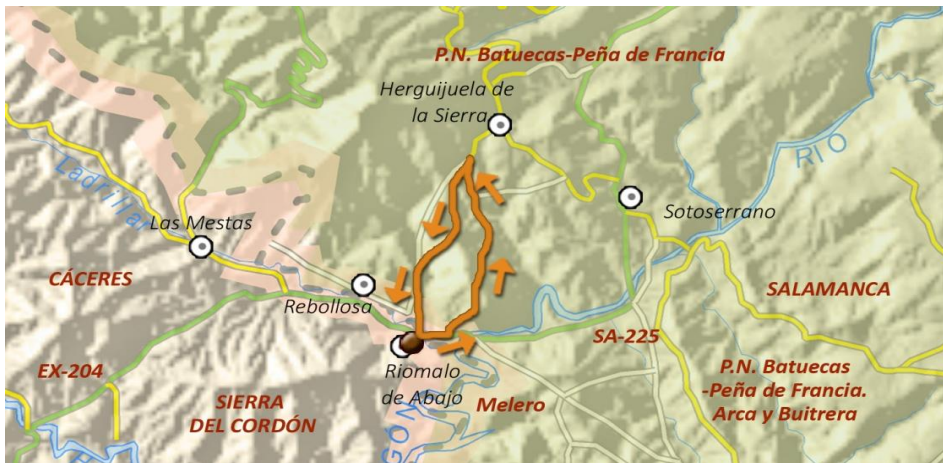 P.N. Batuecas-Peña de Francia
Herguijuela de
la Sierra
RIO
Ladrillar
Las Mestas
Sotoserrano
CÁCERES
Rebollosa
SALAMANCA
SA-225
EX-204
Riomalo
de Abajo
P.N. Batuecas
-Peña de Francia.
Arca y Buitrera
SIERRA
DEL CORDÓN
Melero